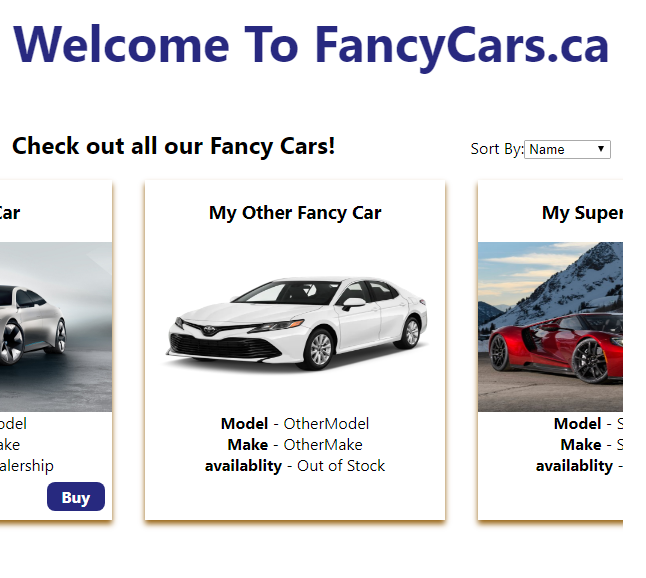 Welcome To FancyCars.ca
Check out all our Fancy Cars!
Sort By: Name
Car
odel
ake
alership
Buy
My Other Fancy Car
Model - OtherModel
Make - OtherMake
availablity - Out of Stock
My Super
Model - S
Make - S
availablity -